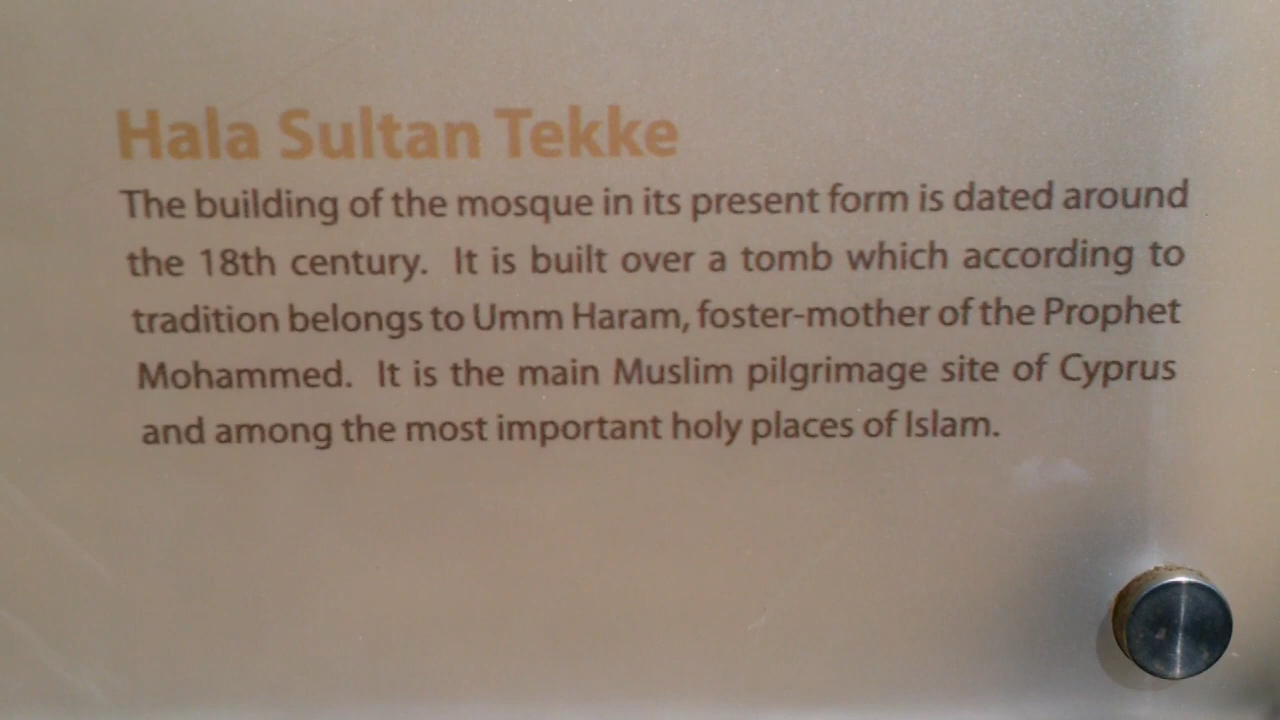 Hala Sultan Tekke
The building of the mosque in its present form is dated around
the 18th century. It is built over a tomb which according to
tradition belongs to Umm Haram, foster-mother of the Prophet
Mohammed. It is the main Muslim pilgrimage site of Cyprus
and among the most important holy places of Islam.